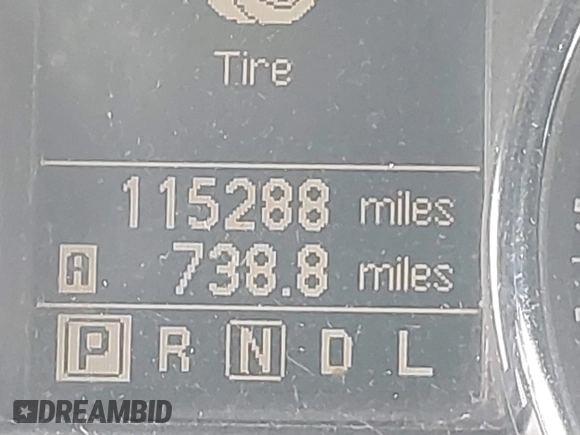 Tire
115288 miles
A 738.8 miles
P R N D L
DREAMBID